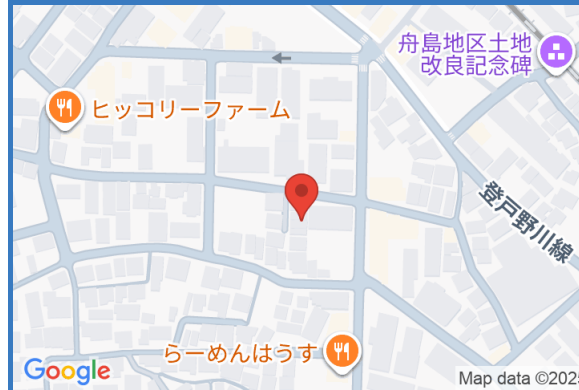 舟島地区土地
改良記念碑
ヒッコリーファーム
登戸野川線
らーめんはうす
Google
Map data ©2025